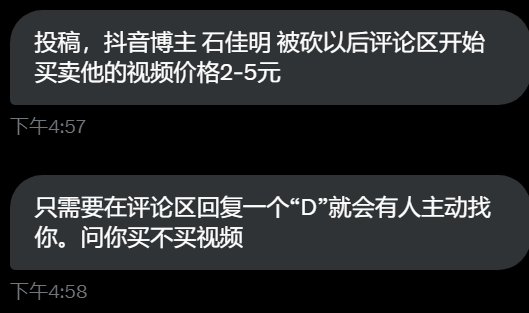 投稿，抖音博主 石佳明 被砍以后评论区开始
买卖他的视频价格2-5元
下午4:57
只需要在评论区回复一个“D”就会有人主动找
你。问你买不买视频
下午4:58